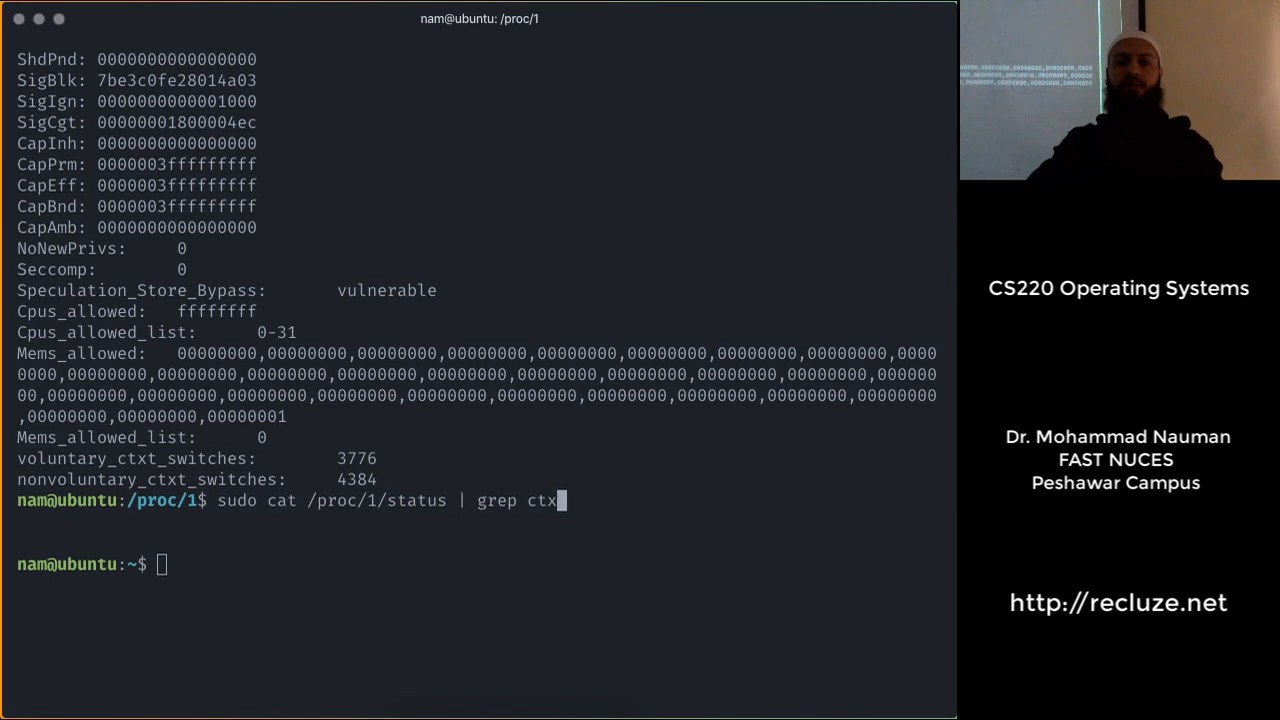 nam@ubuntu: /proc/1
ShdPnd: 0000000000000000
SigBlk: 7be3c0fe28014a03
SigIgn: 0000000000001000
SigCgt: 00000001800004ec
CapInh: 0000000000000000
CapPrm: 0000003fffffffff
CapEff: 0000003fffffffff
CapBnd: 0000003fffffffff
CapAmb: 0000000000000000
NoNewPrivs: 0
Seccomp: 0
Speculation_Store_Bypass: vulnerable
Cpus_allowed: ffffffff
Cpus_allowed_list: 0-31
Mems_allowed: 00000000,00000000,00000000,00000000,00000000,00000000,00000000,00000000,0000
0000,00000000,00000000,00000000,00000000,00000000,00000000,00000000,00000000,000000
00,00000000,00000000,00000000,00000000,00000000,00000000,00000000,00000000,00000000
,00000000,00000000,00000001
Mems_allowed_list: 0
voluntary_ctxt_switches: 3776
nonvoluntary_ctxt_switches: 4384
nam@ubuntu:/proc/1$ sudo cat /proc/1/status | grep ctx
nam@ubuntu:~$
CS220 Operating Systems
Dr. Mohammad Nauman
FAST NUCES
Peshawar Campus
http://recluze.net